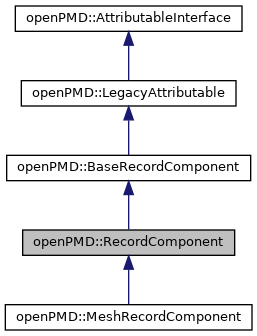 openPMD::AttributableInterface
openPMD::LegacyAttributable
openPMD::BaseRecordComponent
openPMD::RecordComponent
openPMD::MeshRecordComponent